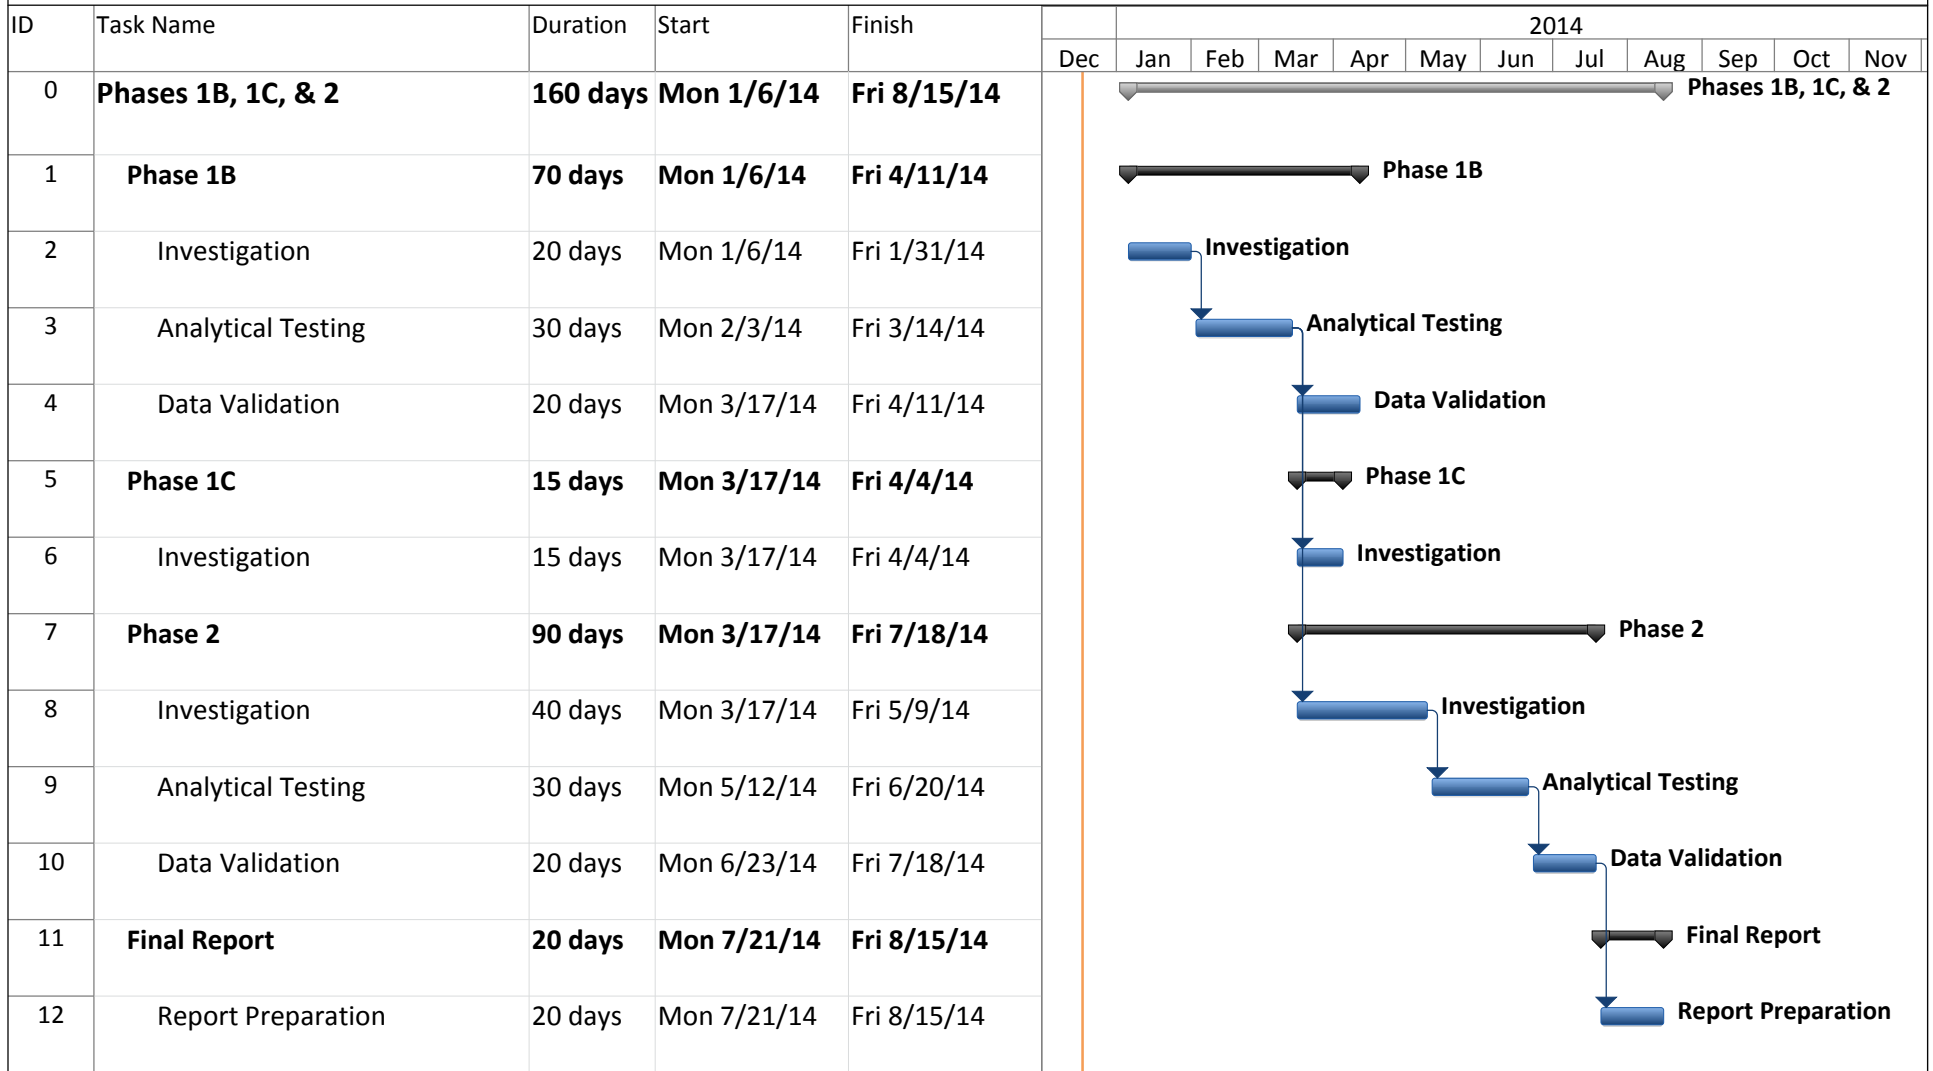 ID Task Name Duration Start Finish 2014
Dec Jan Feb Mar Apr May Jun Jul Aug Sep Oct Nov
0 Phases 1B, 1C, & 2 160 days Mon 1/6/14 Fri 8/15/14 Phases 1B, 1C, & 2
1 Phase 1B 70 days Mon 1/6/14 Fri 4/11/14 Phase 1B
2 Investigation 20 days Mon 1/6/14 Fri 1/31/14 Investigation
3 Analytical Testing 30 days Mon 2/3/14 Fri 3/14/14 Analytical Testing
4 Data Validation 20 days Mon 3/17/14 Fri 4/11/14 Data Validation
5 Phase 1C 15 days Mon 3/17/14 Fri 4/4/14 Phase 1C
6 Investigation 15 days Mon 3/17/14 Fri 4/4/14 Investigation
7 Phase 2 90 days Mon 3/17/14 Fri 7/18/14 Phase 2
8 Investigation 40 days Mon 3/17/14 Fri 5/9/14 Investigation
9 Analytical Testing 30 days Mon 5/12/14 Fri 6/20/14 Analytical Testing
10 Data Validation 20 days Mon 6/23/14 Fri 7/18/14 Data Validation
11 Final Report 20 days Mon 7/21/14 Fri 8/15/14 Final Report
12 Report Preparation 20 days Mon 7/21/14 Fri 8/15/14 Report Preparation